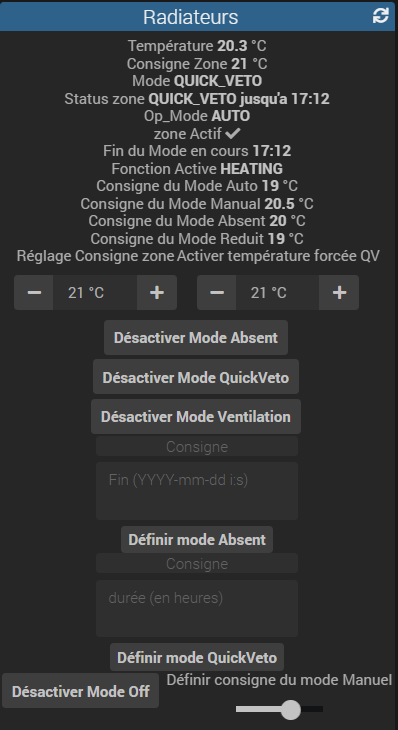 Radiateurs
Température 20.3 °C
Consigne Zone 21 °C
Mode QUICK_VETO
Status zone QUICK_VETO jusqu'a 17:12
Op_Mode AUTO
zone Actif
Fin du Mode en cours 17:12
Fonction Active HEATING
Consigne du Mode Auto 19 °C
Consigne du Mode Manual 20.5 °C
Consigne du Mode Absent 20 °C
Consigne du Mode Reduit 19 °C
Réglage Consigne zone Activer température forcée QV
− 21 °C + − 21 °C +
Désactiver Mode Absent
Désactiver Mode QuickVeto
Désactiver Mode Ventilation
Consigne
Fin (YYYY-mm-dd i:s)
Définir mode Absent
Consigne
durée (en heures)
Définir mode QuickVeto
Désactiver Mode Off
Définir consigne du mode Manuel